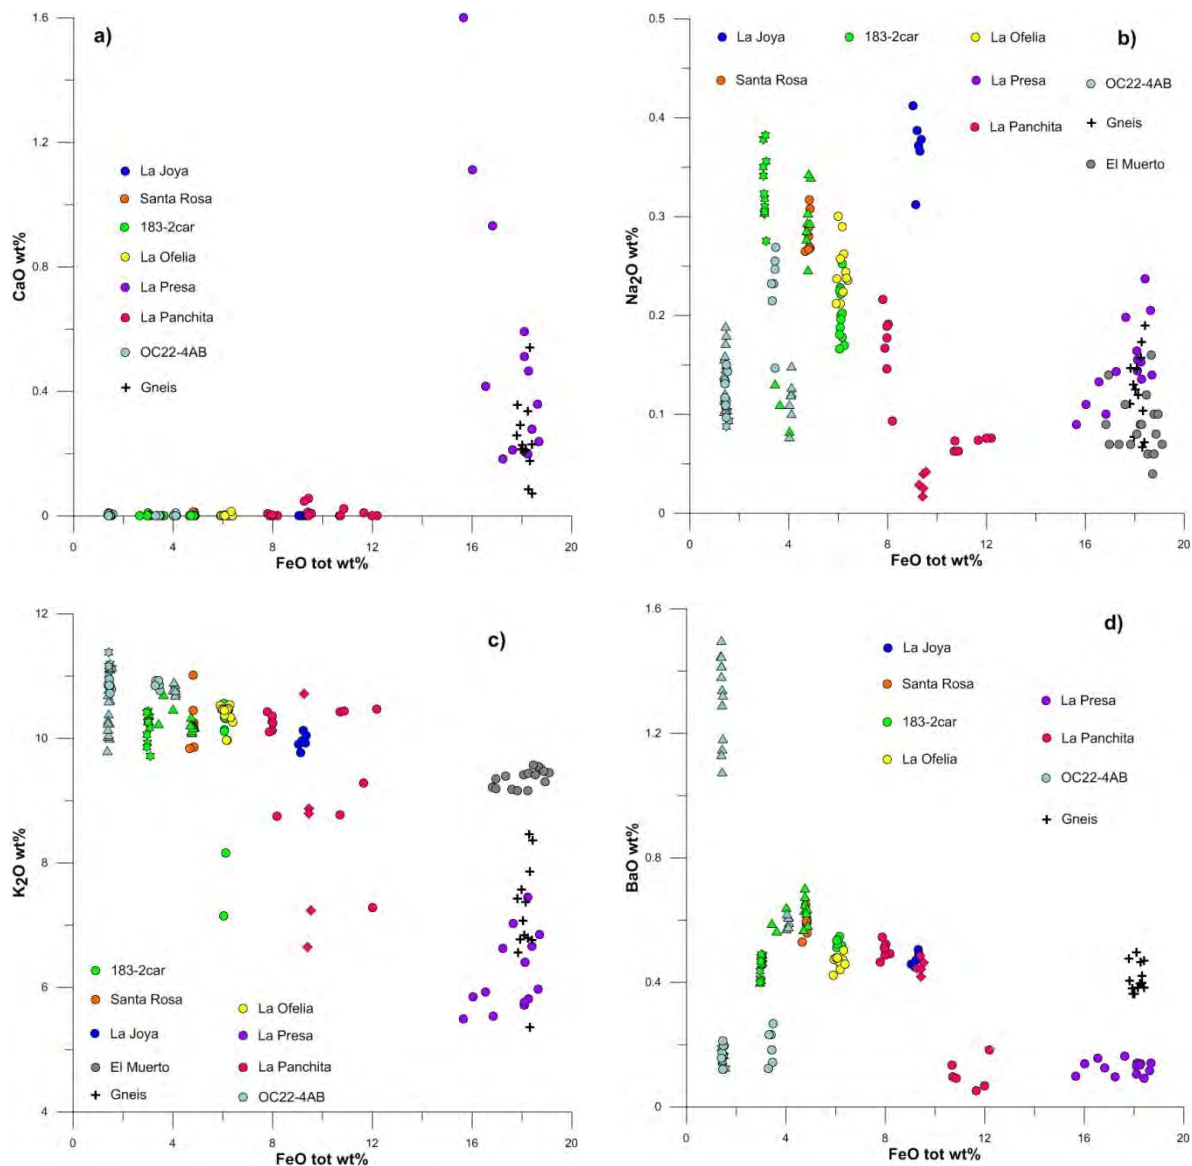 a)
1.6
1.2
0.8
0.4
0
CaO wt%
La Joya
Santa Rosa
183-2car
La Ofelia
La Presa
La Panchita
OC22-4AB
Gneis
0 4 8 12 16 20
FeO tot wt%
b)
0.5
0.4
0.3
0.2
0.1
0
Na2O wt%
La Joya 183-2car La Ofelia
Santa Rosa La Presa OC22-4AB
La Panchita Gneis
El Muerto
0 4 8 12 16 20
FeO tot wt%
c)
12
10
8
6
4
K2O wt%
183-2car
Santa Rosa La Ofelia
La Joya La Presa
El Muerto La Panchita
Gneis OC22-4AB
0 4 8 12 16 20
FeO tot wt%
d)
1.6
1.2
0.8
0.4
0
BaO wt%
La Joya
Santa Rosa La Presa
183-2car La Panchita
La Ofelia OC22-4AB
Gneis
0 4 8 12 16 20
FeO tot wt%